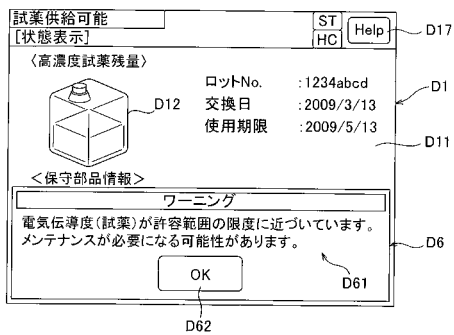 試薬供給可能
[状態表示]
ST
HC
Help
D17
〈高濃度試薬残量〉
D12
ロットNo. :1234abcd
交換日 :2009/3/13
使用期限 :2009/5/13
D1
D11
<保守部品情報>
ワーニング
電気伝導度(試薬)が許容範囲の限度に近づいています。
メンテナンスが必要になる可能性があります。
D6
OK
D61
D62